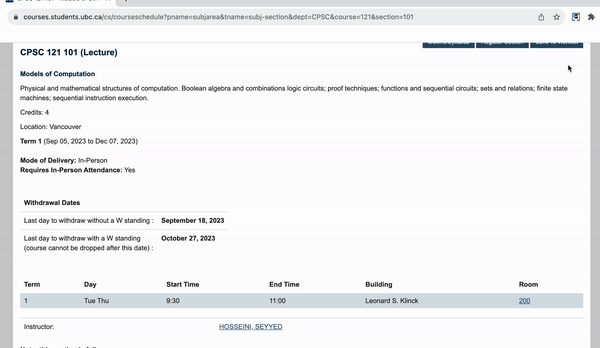 courses.students.ubc.ca/cs/courseschedule?pname=subjarea&tname=subj-section&dept=CPSC&course=121&section=101
CPSC 121 101 (Lecture)
Models of Computation
Physical and mathematical structures of computation. Boolean algebra and combinations logic circuits; proof techniques; functions and sequential circuits; sets and relations; finite state
machines; sequential instruction execution.
Credits: 4
Location: Vancouver
Term 1 (Sep 05, 2023 to Dec 07, 2023)
Mode of Delivery: In-Person
Requires In-Person Attendance: Yes
Withdrawal Dates
Last day to withdraw without a W standing : September 18, 2023
Last day to withdraw with a W standing October 27, 2023
(course cannot be dropped after this date) :
Term Day Start Time End Time Building Room
1 Tue Thu 9:30 11:00 Leonard S. Klinck 200
Instructor: HOSSEINI, SEYYED